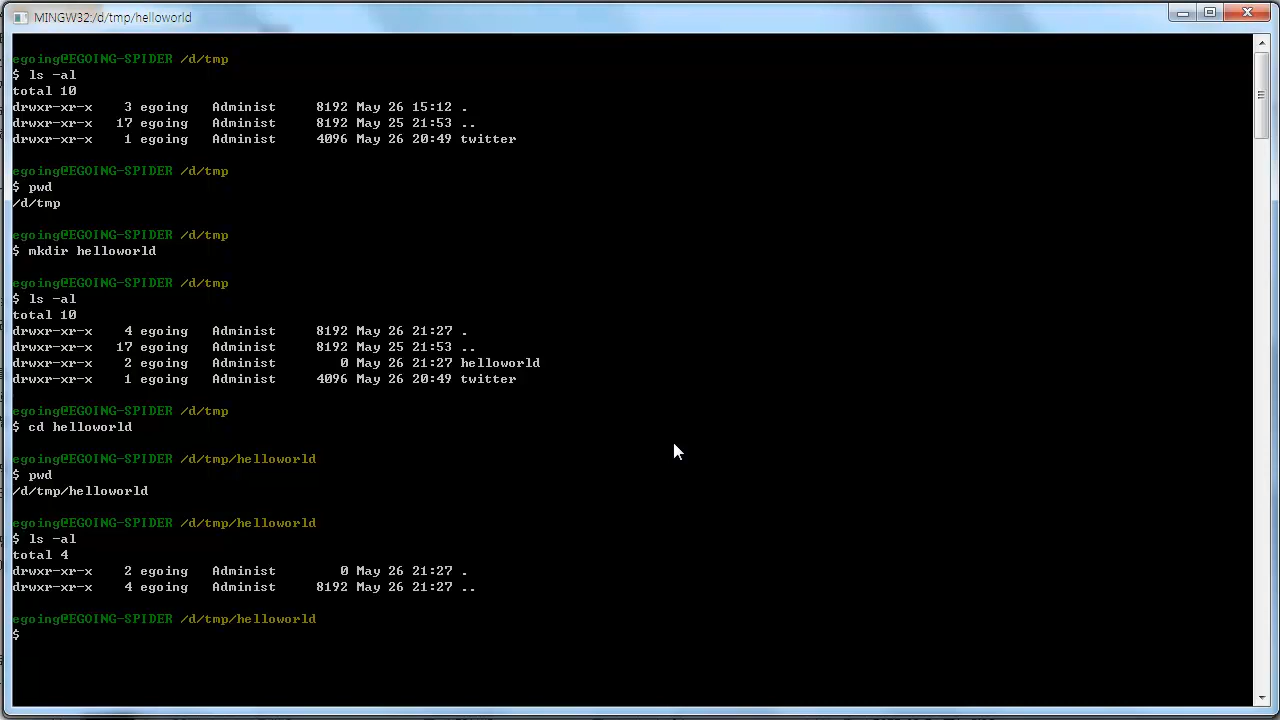 MINGW32:/d/tmp/helloworld
egoing@EGOING-SPIDER /d/tmp
$ ls -al
total 10
drwxr-xr-x    3 egoing   Administ     8192 May 26 15:12 .
drwxr-xr-x   17 egoing   Administ     8192 May 25 21:53 ..
drwxr-xr-x    1 egoing   Administ     4096 May 26 20:49 twitter
egoing@EGOING-SPIDER /d/tmp
$ pwd
/d/tmp
egoing@EGOING-SPIDER /d/tmp
$ mkdir helloworld
egoing@EGOING-SPIDER /d/tmp
$ ls -al
total 10
drwxr-xr-x    4 egoing   Administ     8192 May 26 21:27 .
drwxr-xr-x   17 egoing   Administ     8192 May 25 21:53 ..
drwxr-xr-x    2 egoing   Administ        0 May 26 21:27 helloworld
drwxr-xr-x    1 egoing   Administ     4096 May 26 20:49 twitter
egoing@EGOING-SPIDER /d/tmp
$ cd helloworld
egoing@EGOING-SPIDER /d/tmp/helloworld
$ pwd
/d/tmp/helloworld
egoing@EGOING-SPIDER /d/tmp/helloworld
$ ls -al
total 4
drwxr-xr-x    2 egoing   Administ        0 May 26 21:27 .
drwxr-xr-x    4 egoing   Administ     8192 May 26 21:27 ..
egoing@EGOING-SPIDER /d/tmp/helloworld
$